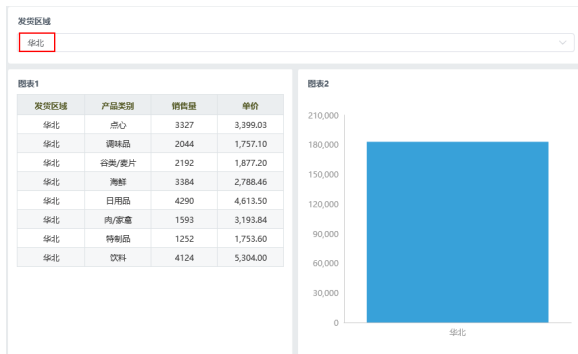 发货区域
华北
图表1
发货区域 产品类别 销售量 单价
华北 点心 3327 3,399.03
华北 调味品 2044 1,757.10
华北 谷类/麦片 2192 1,877.20
华北 海鲜 3384 2,788.46
华北 日用品 4290 4,613.50
华北 肉/家禽 1593 3,193.84
华北 特制品 1252 1,753.60
华北 饮料 4124 5,304.00
图表2
210,000
180,000
150,000
120,000
90,000
60,000
30,000
0
华北